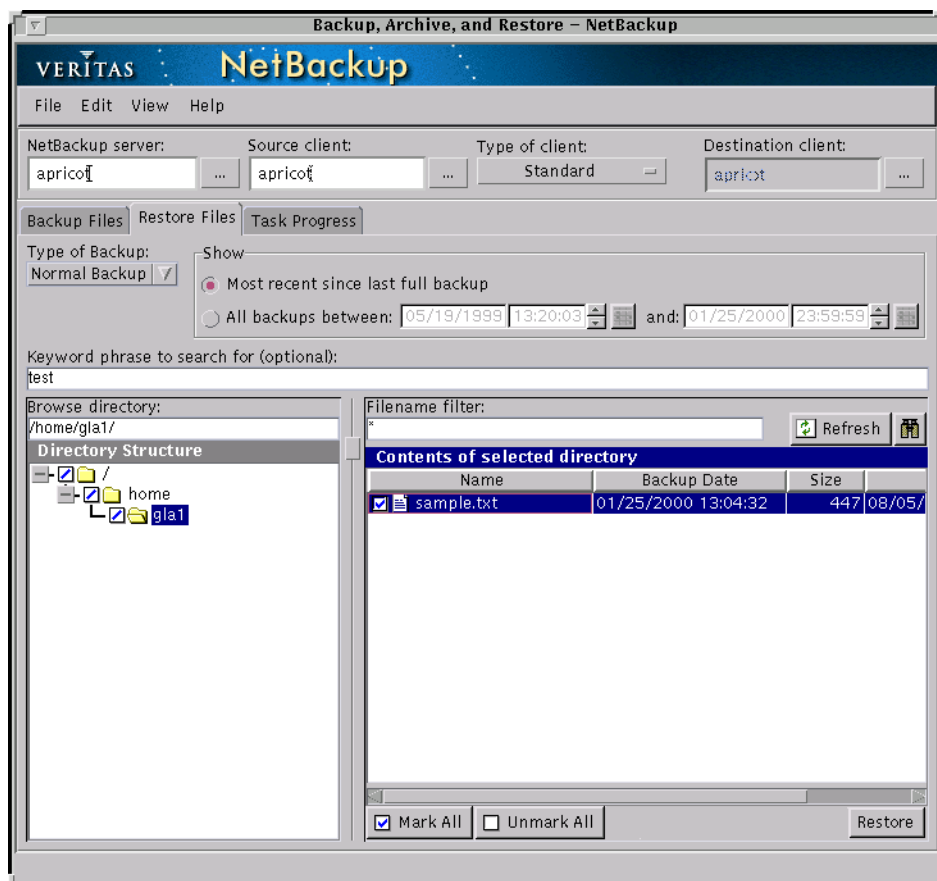 Backup, Archive, and Restore – NetBackup
VERITAS NetBackup
File Edit View Help
NetBackup server: Source client: Type of client: Destination client:
apricot ... apricot ... Standard apricot ...
Backup Files Restore Files Task Progress
Type of Backup: Show
Normal Backup Most recent since last full backup
All backups between: 05/19/1999 13:20:03 and: 01/25/2000 23:59:59
Keyword phrase to search for (optional):
test
Browse directory: Filename filter:
/home/gla1/ * Refresh
Directory Structure Contents of selected directory
/ Name Backup Date Size
home sample.txt 01/25/2000 13:04:32 447 08/05/
gla1
Mark All Unmark All Restore